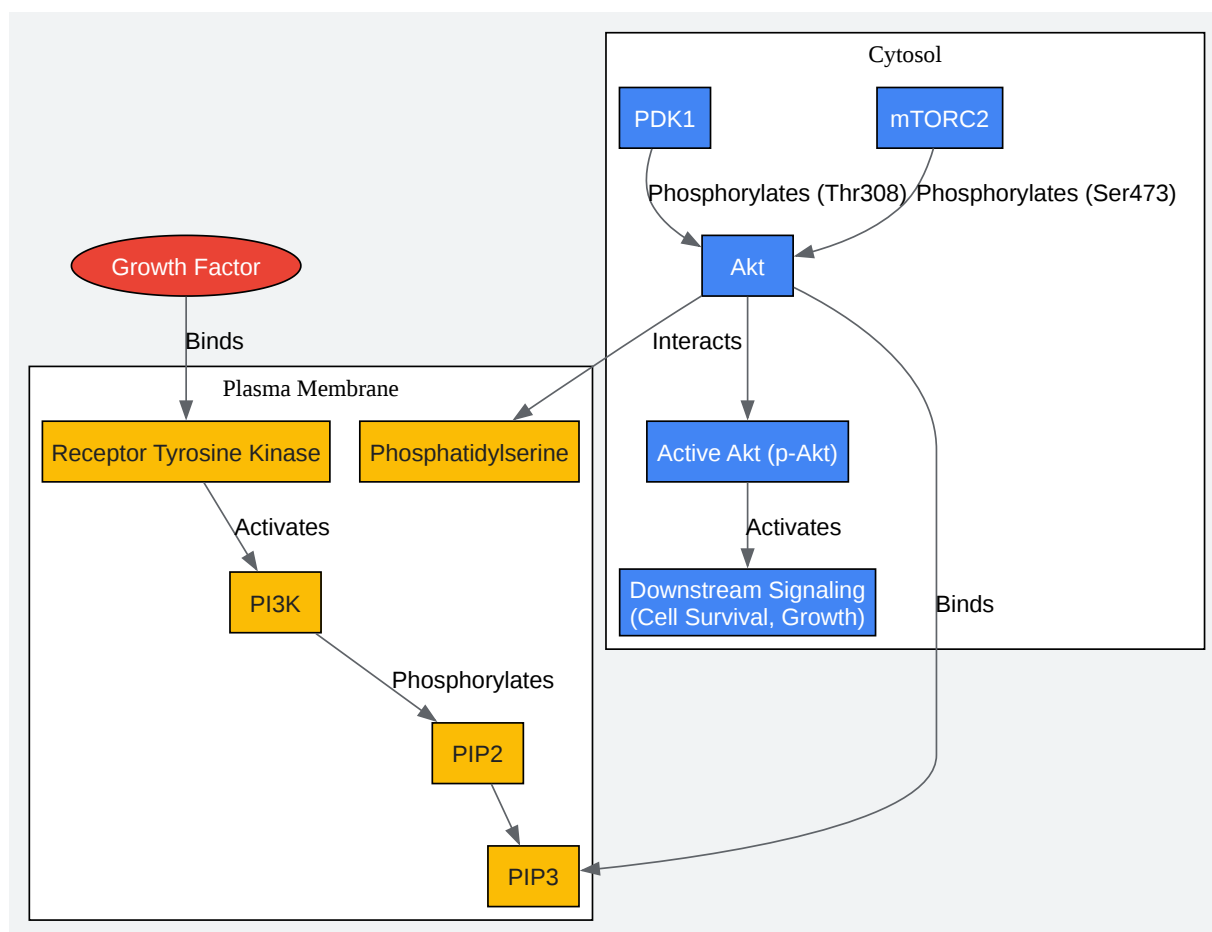 Cytosol
PDK1
mTORC2
Phosphorylates (Thr308)
Phosphorylates (Ser473)
Growth Factor
Akt
Binds
Interacts
Plasma Membrane
Receptor Tyrosine Kinase
Phosphatidylserine
Active Akt (p-Akt)
Activates
Activates
PI3K
Downstream Signaling
(Cell Survival, Growth)
Binds
Phosphorylates
PIP2
PIP3